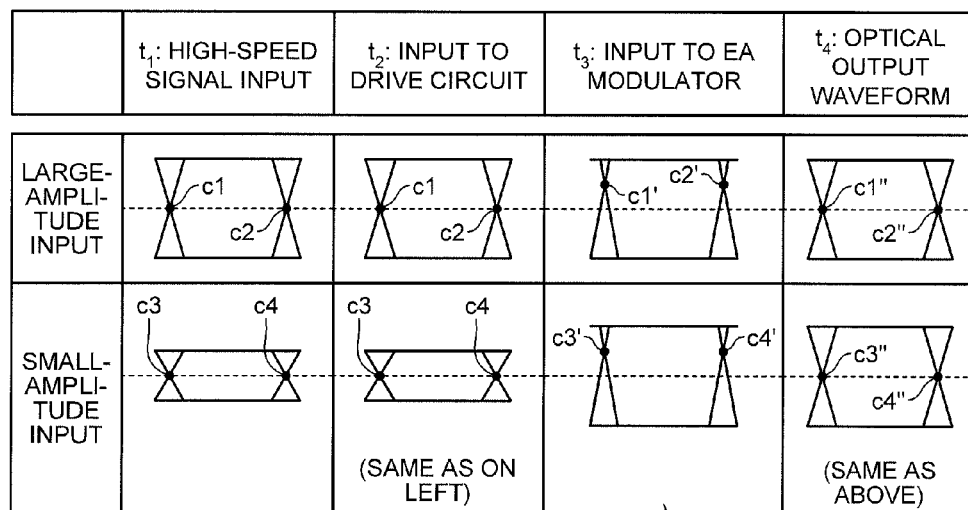 t₁: HIGH-SPEED
SIGNAL INPUT
t₂: INPUT TO
DRIVE CIRCUIT
t₃: INPUT TO EA
MODULATOR
t₄: OPTICAL
OUTPUT
WAVEFORM
LARGE-
AMPLI-
TUDE
INPUT
c1
c2
c1
c2
c1'
c2'
c1"
c2"
SMALL-
AMPLI-
TUDE
INPUT
c3
c4
c3
c4
(SAME AS ON
LEFT)
c3'
c4'
c3"
c4"
(SAME AS
ABOVE)